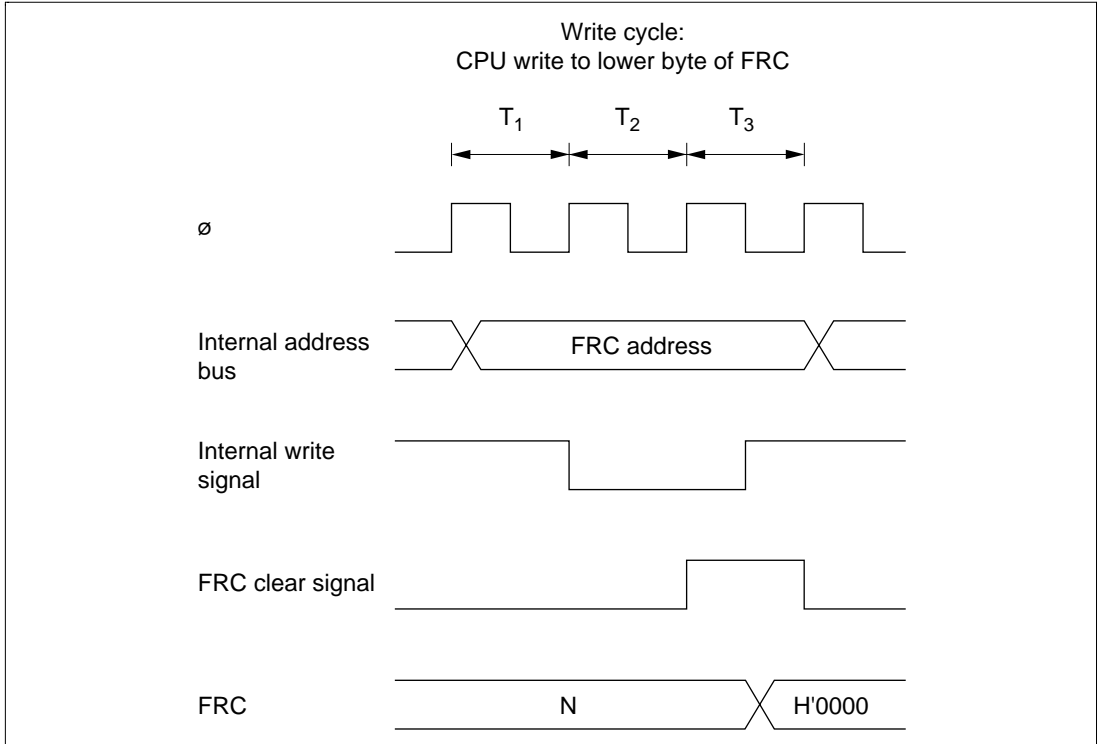 Write cycle:
CPU write to lower byte of FRC
T1 T2 T3
ø
Internal address
bus
FRC address
Internal write
signal
FRC clear signal
FRC N H'0000